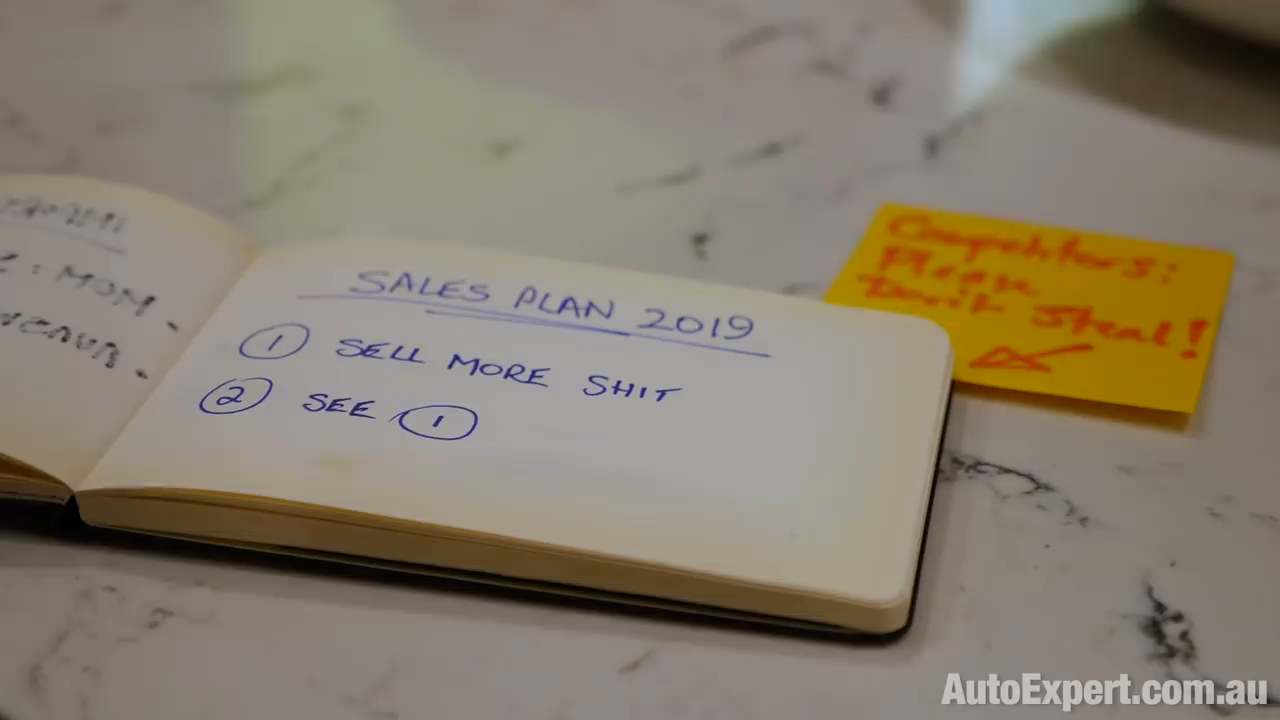 : MOM.
SALES PLAN 2019
1 SELL MORE SHIT
2 SEE 1
Competitors:
Please
Don't Steal!
AutoExpert.com.au